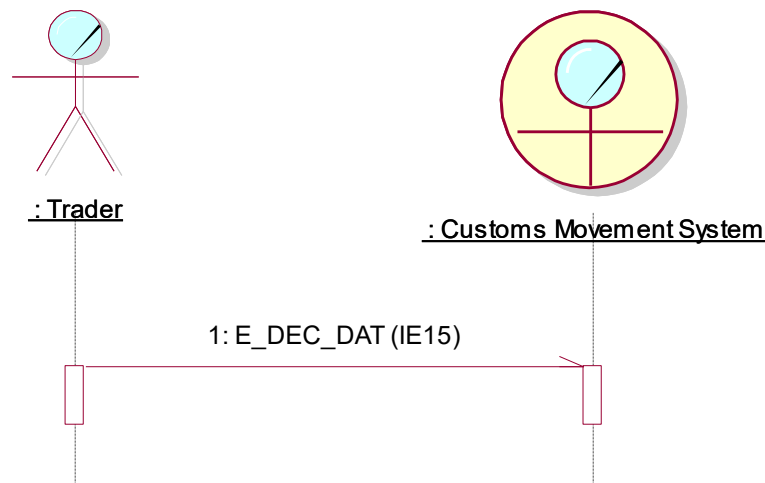 : Trader
: Customs Movement System
1: E_DEC_DAT (IE15)